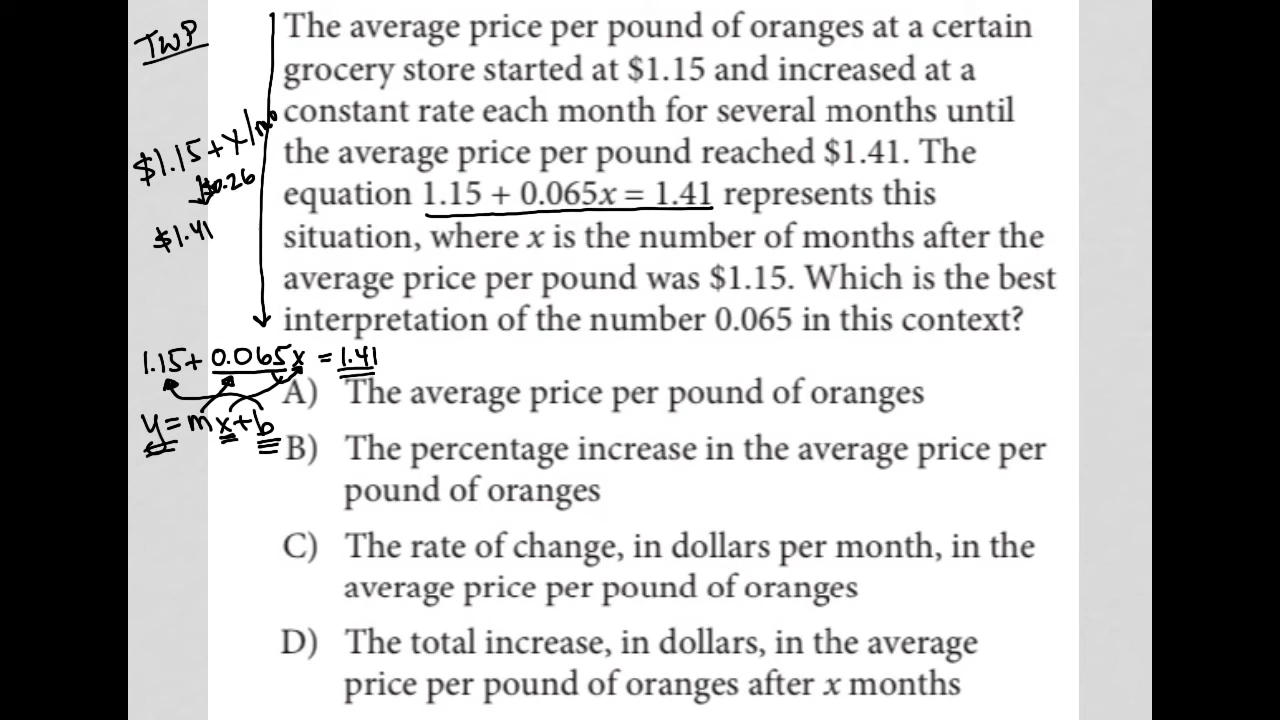 TWP
The average price per pound of oranges at a certain
grocery store started at $1.15 and increased at a
constant rate each month for several months until
the average price per pound reached $1.41. The
equation 1.15 + 0.065x = 1.41 represents this
situation, where x is the number of months after the
average price per pound was $1.15. Which is the best
interpretation of the number 0.065 in this context?
$1.15 + x/mo
$0.26
$1.41
1.15 + 0.065x = 1.41
y = mx + b
A) The average price per pound of oranges
B) The percentage increase in the average price per
pound of oranges
C) The rate of change, in dollars per month, in the
average price per pound of oranges
D) The total increase, in dollars, in the average
price per pound of oranges after x months